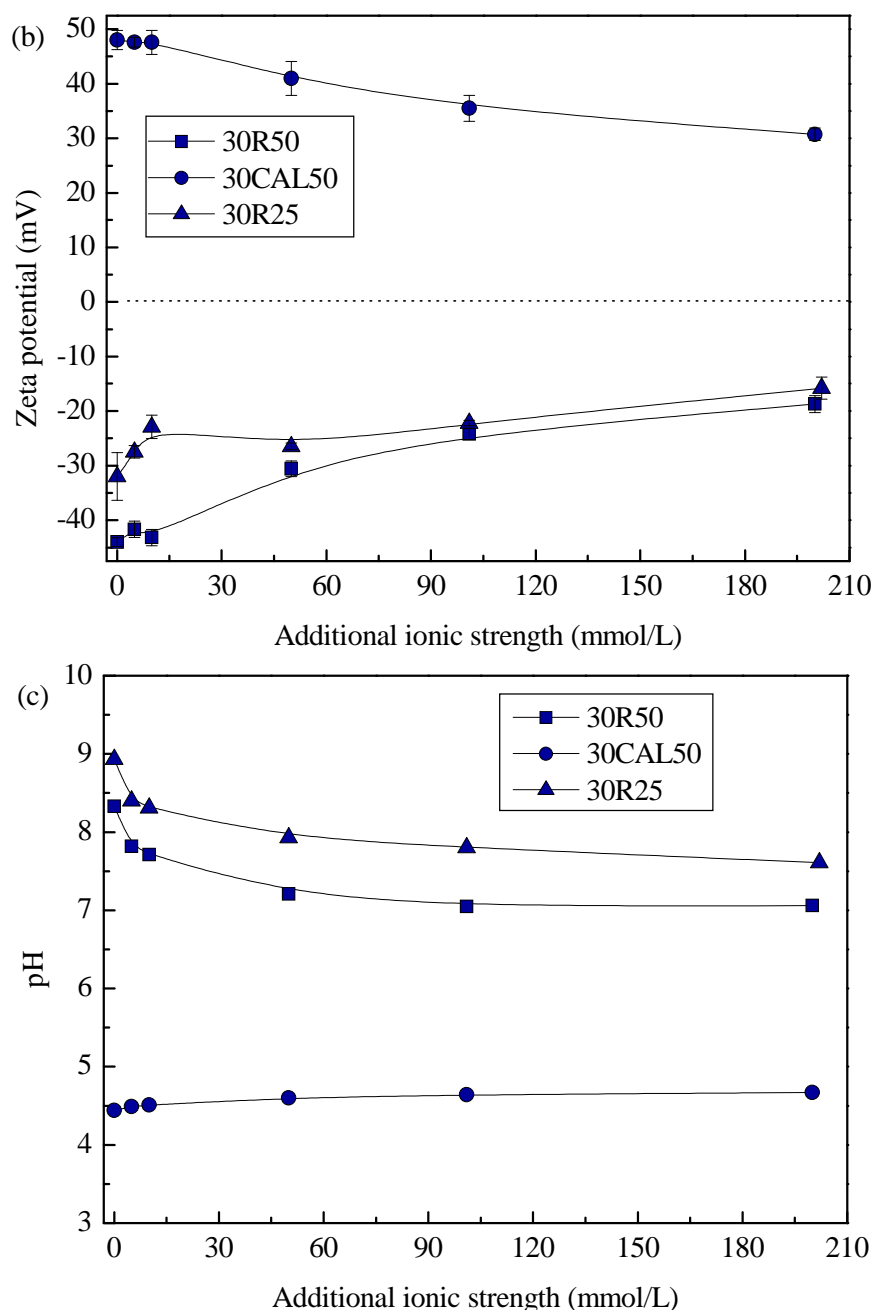 (b)
50
40
30
20
10
0
-10
-20
-30
-40
Zeta potential (mV)
30R50
30CAL50
30R25
0 30 60 90 120 150 180 210
Additional ionic strength (mmol/L)
(c)
10
9
8
7
6
5
4
3
pH
30R50
30CAL50
30R25
0 30 60 90 120 150 180 210
Additional ionic strength (mmol/L)